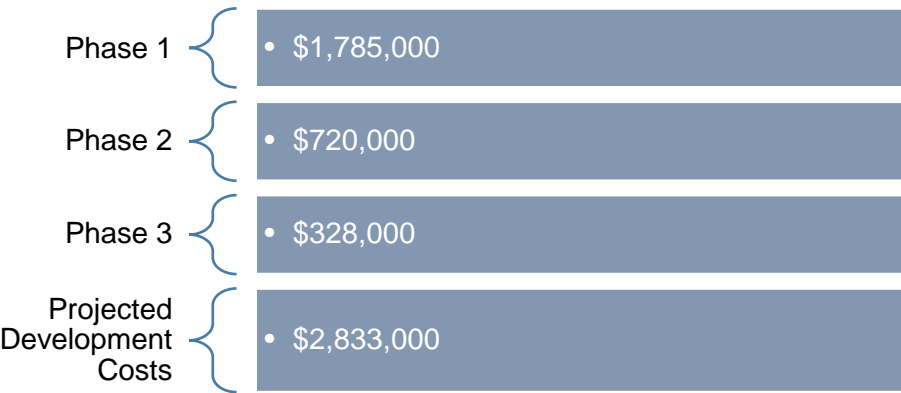 Phase 1
• $1,785,000
Phase 2
• $720,000
Phase 3
• $328,000
Projected
Development
Costs
• $2,833,000